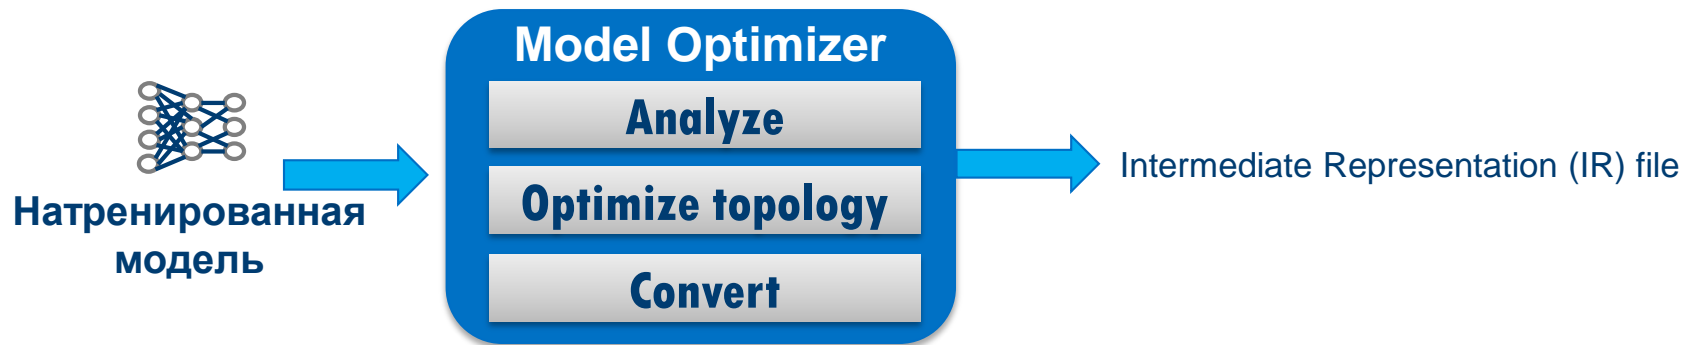 Натренированная
модель
Model Optimizer
Analyze
Optimize topology
Convert
Intermediate Representation (IR) file